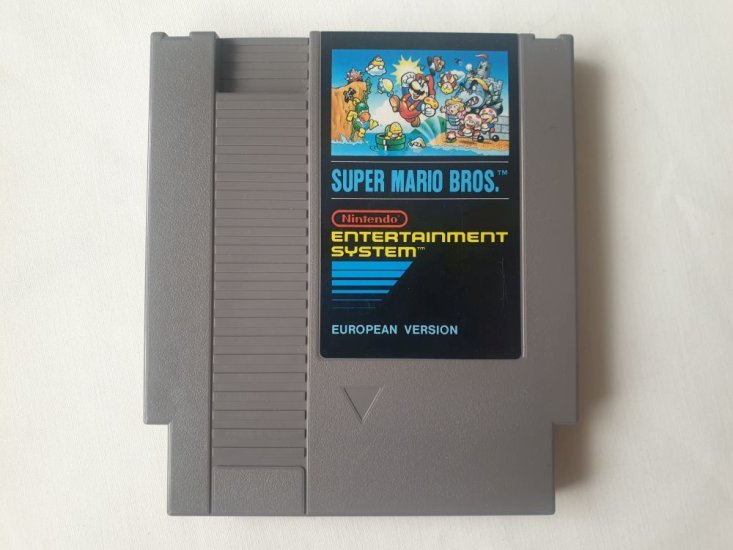 SUPER MARIO BROS.™
Nintendo®
ENTERTAINMENT
SYSTEM™
EUROPEAN VERSION